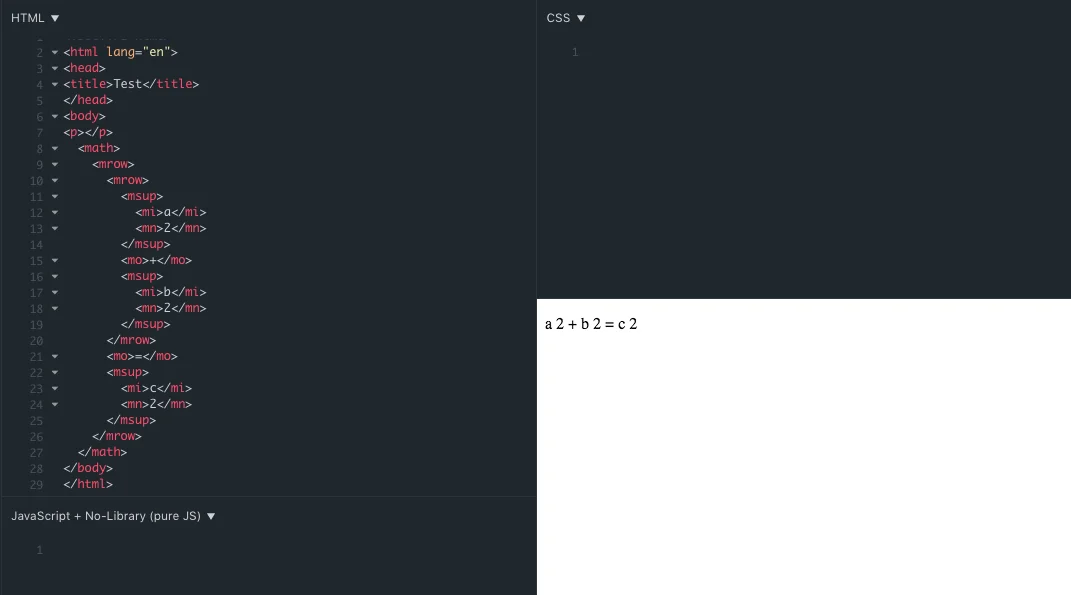 HTML ▼
2 <html lang="en">
3 <head>
4 <title>Test</title>
5 </head>
6 <body>
7 <p></p>
8 <math>
9 <mrow>
10 <mrow>
11 <msup>
12 <mi>a</mi>
13 <mn>2</mn>
14 </msup>
15 <mo>+</mo>
16 <msup>
17 <mi>b</mi>
18 <mn>2</mn>
19 </msup>
20 </mrow>
21 <mo>=</mo>
22 <msup>
23 <mi>c</mi>
24 <mn>2</mn>
25 </msup>
26 </mrow>
27 </math>
28 </body>
29 </html>
JavaScript + No-Library (pure JS) ▼
1
CSS ▼
1
a 2 + b 2 = c 2